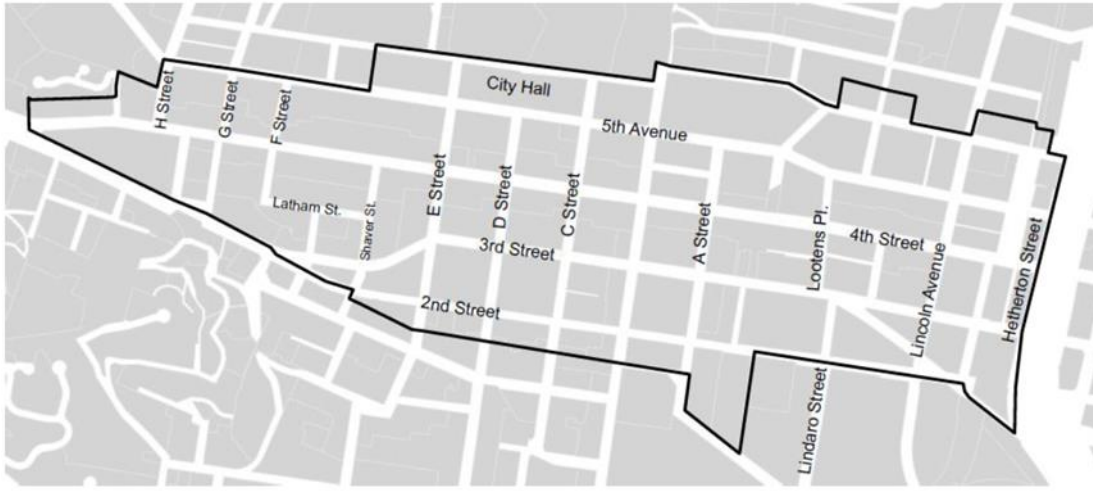 City Hall
H Street
G Street
F Street
5th Avenue
Latham St.
Shaver St.
E Street
D Street
C Street
A Street
Lootens Pl.
4th Street
3rd Street
2nd Street
Lincoln Avenue
Hetherton Street
Lindaro Street